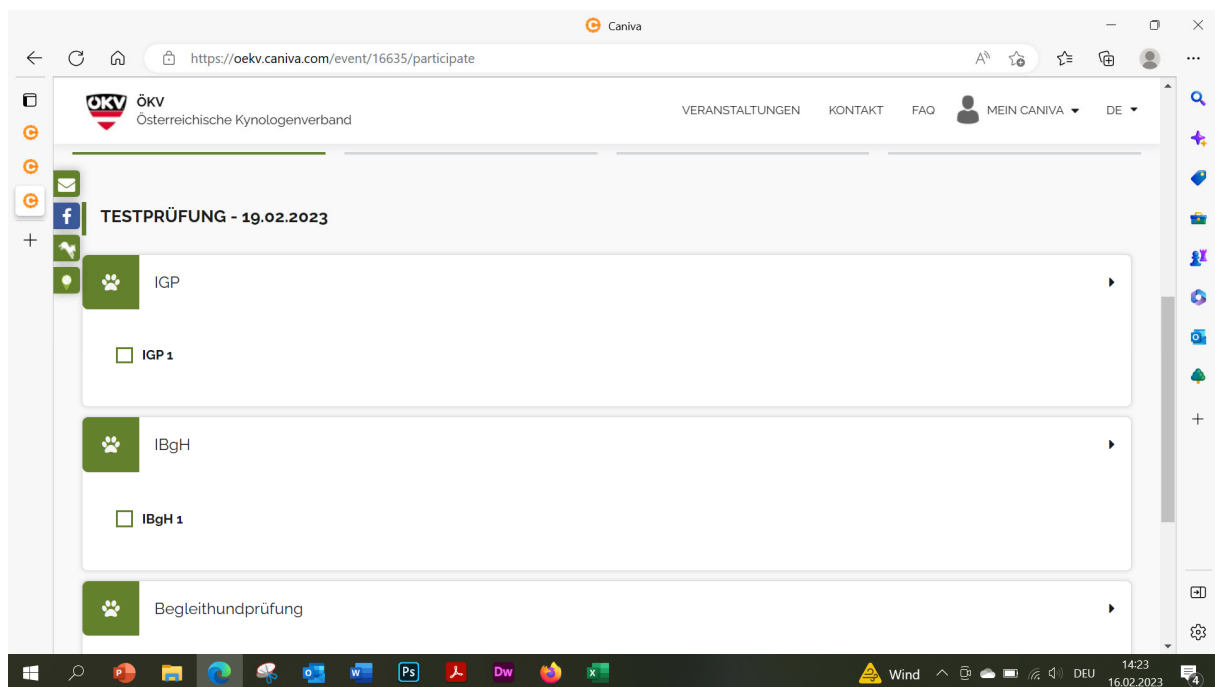 Caniva
https://oekv.caniva.com/event/16635/participate
ÖKV
ÖKV
Österreichische Kynologenverband
VERANSTALTUNGEN KONTAKT FAQ MEIN CANIVA DE
TESTPRÜFUNG - 19.02.2023
IGP
IGP 1
IBgH
IBgH 1
Begleithundprüfung
Wind DEU 14:23
16.02.2023
4